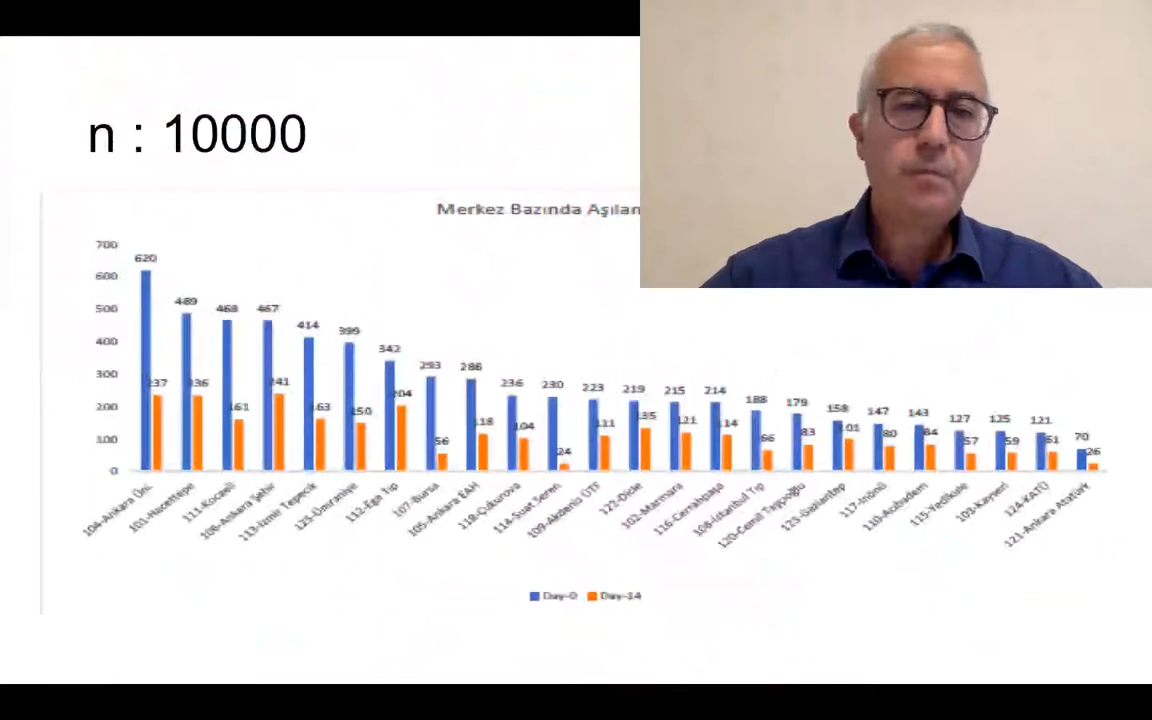 n : 10000
Merkez Bazında Aşılan
700
600
500
400
300
200
100
0
620 489 468 467 414 399 342 293 286 236 230 223 219 215 214 188 179 158 147 143 127 125 121 70
237 236 161 241 163 150 204 56 118 104 24 111 135 121 114 66 83 101 80 84 57 59 61 26
104-Ankara Üni.
101-Hacettepe
111-Kocaeli
106-Ankara Şehir
113-İzmir Tepecik
123-Ümraniye
112-Ege Tıp
107-Bursa
105-Ankara EAH
118-Çukurova
114-Suat Seren
109-Akdeniz ÜTF
122-Dicle
102-Marmara
116-Cerrahpaşa
108-İstanbul Tıp
120-Cemil Taşçıoğlu
123-Gaziantep
117-İnönü
110-Acıbadem
115-Yedikule
103-Kayseri
124-KATÜ
121-Ankara Atatürk
Day-0 Day-14